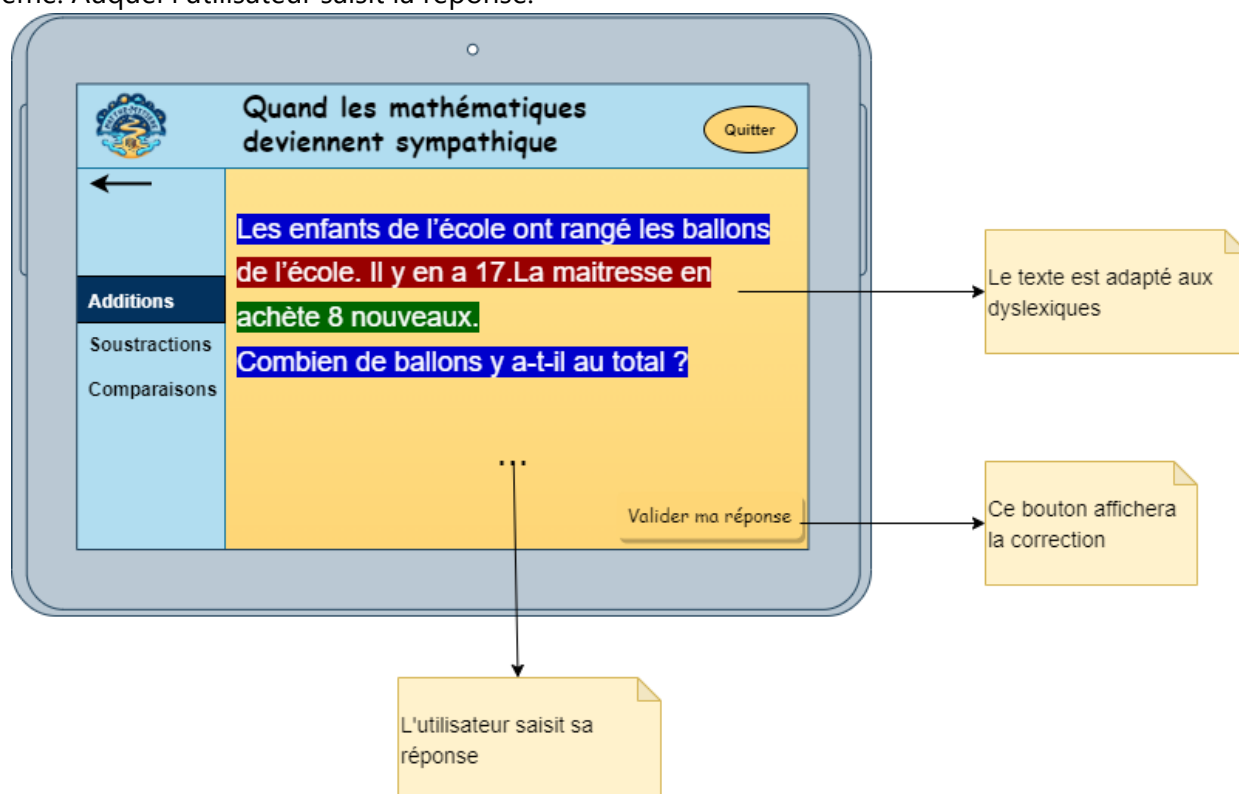 ème. Auquel l'utilisateur saisit la réponse.
Quand les mathématiques
deviennent sympathique
Quitter
Les enfants de l'école ont rangé les ballons
de l'école. Il y en a 17.La maitresse en
achète 8 nouveaux.
Combien de ballons y a-t-il au total ?
Additions
Soustractions
Comparaisons
...
Valider ma réponse
Le texte est adapté aux
dyslexiques
Ce bouton affichera
la correction
L'utilisateur saisit sa
réponse